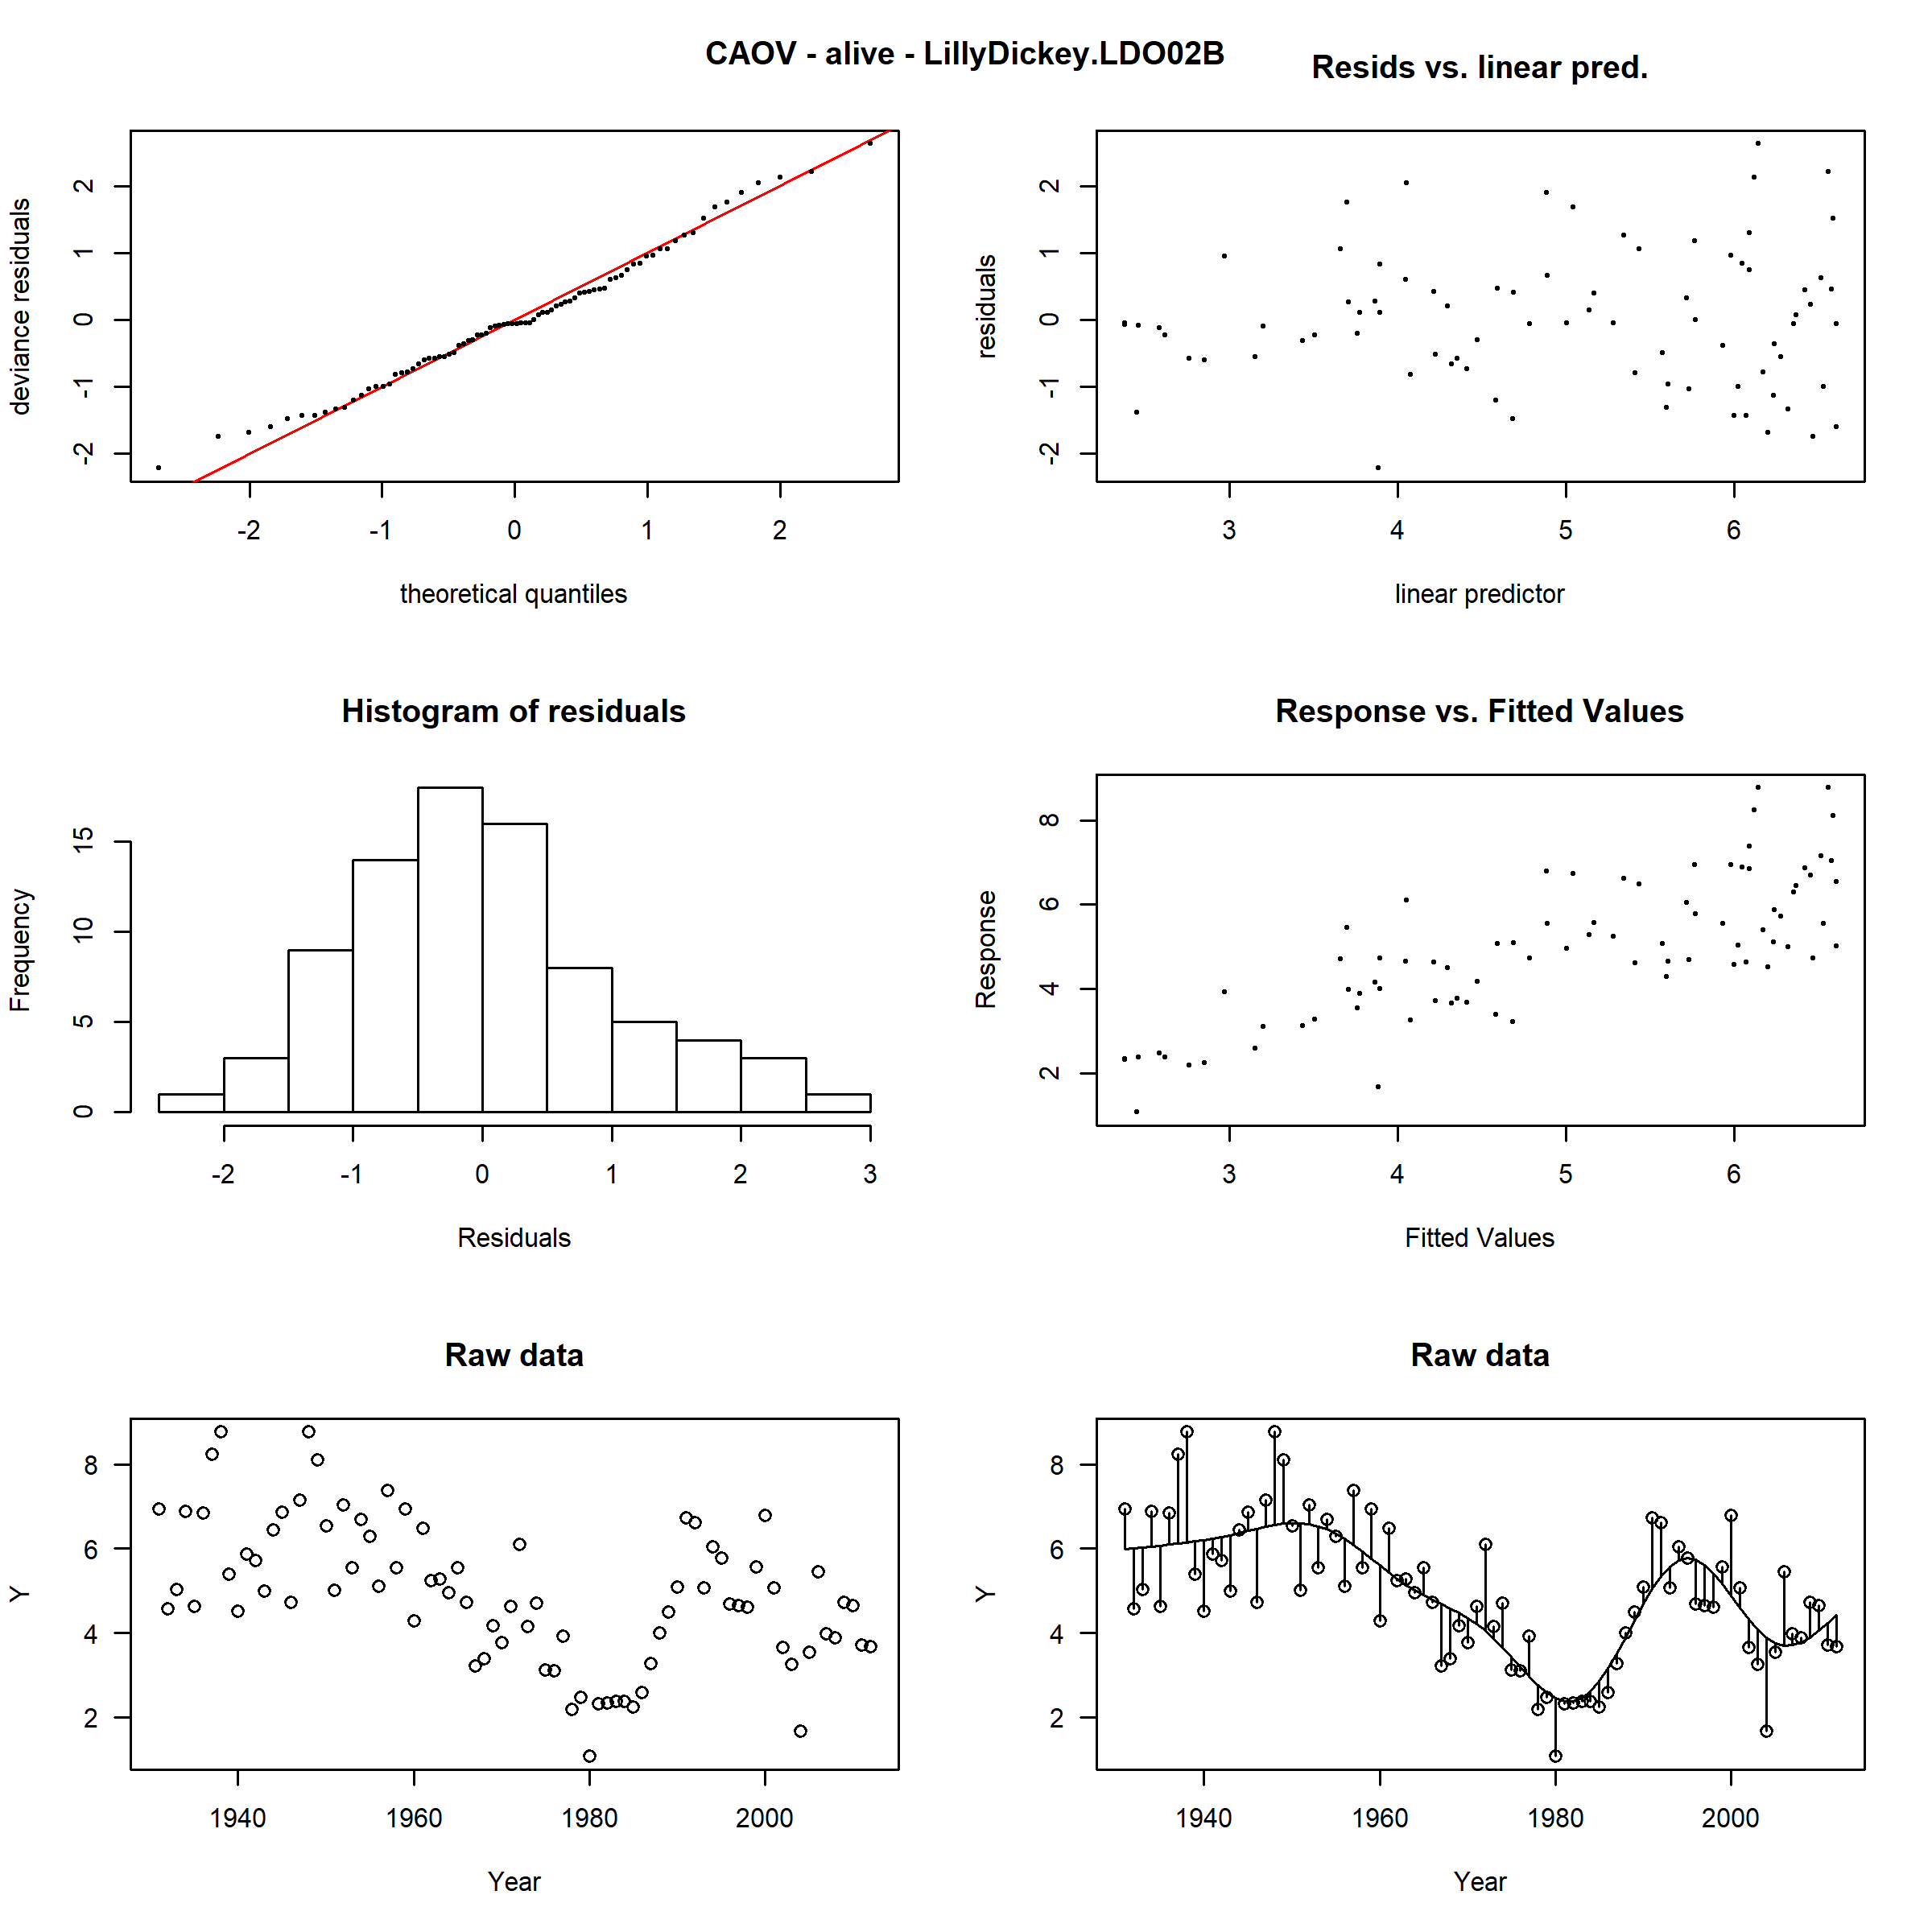 CAOV - alive - LillyDickey.LDO02B
Resids vs. linear pred.
deviance residuals
2
1
0
-1
-2
-2 -1 0 1 2
theoretical quantiles
residuals
2
1
0
-1
-2
3 4 5 6
linear predictor
Histogram of residuals
Frequency
15
10
5
0
-2 -1 0 1 2 3
Residuals
Response vs. Fitted Values
Response
8
6
4
2
3 4 5 6
Fitted Values
Raw data
Y
8
6
4
2
1940 1960 1980 2000
Year
Raw data
Y
8
6
4
2
1940 1960 1980 2000
Year